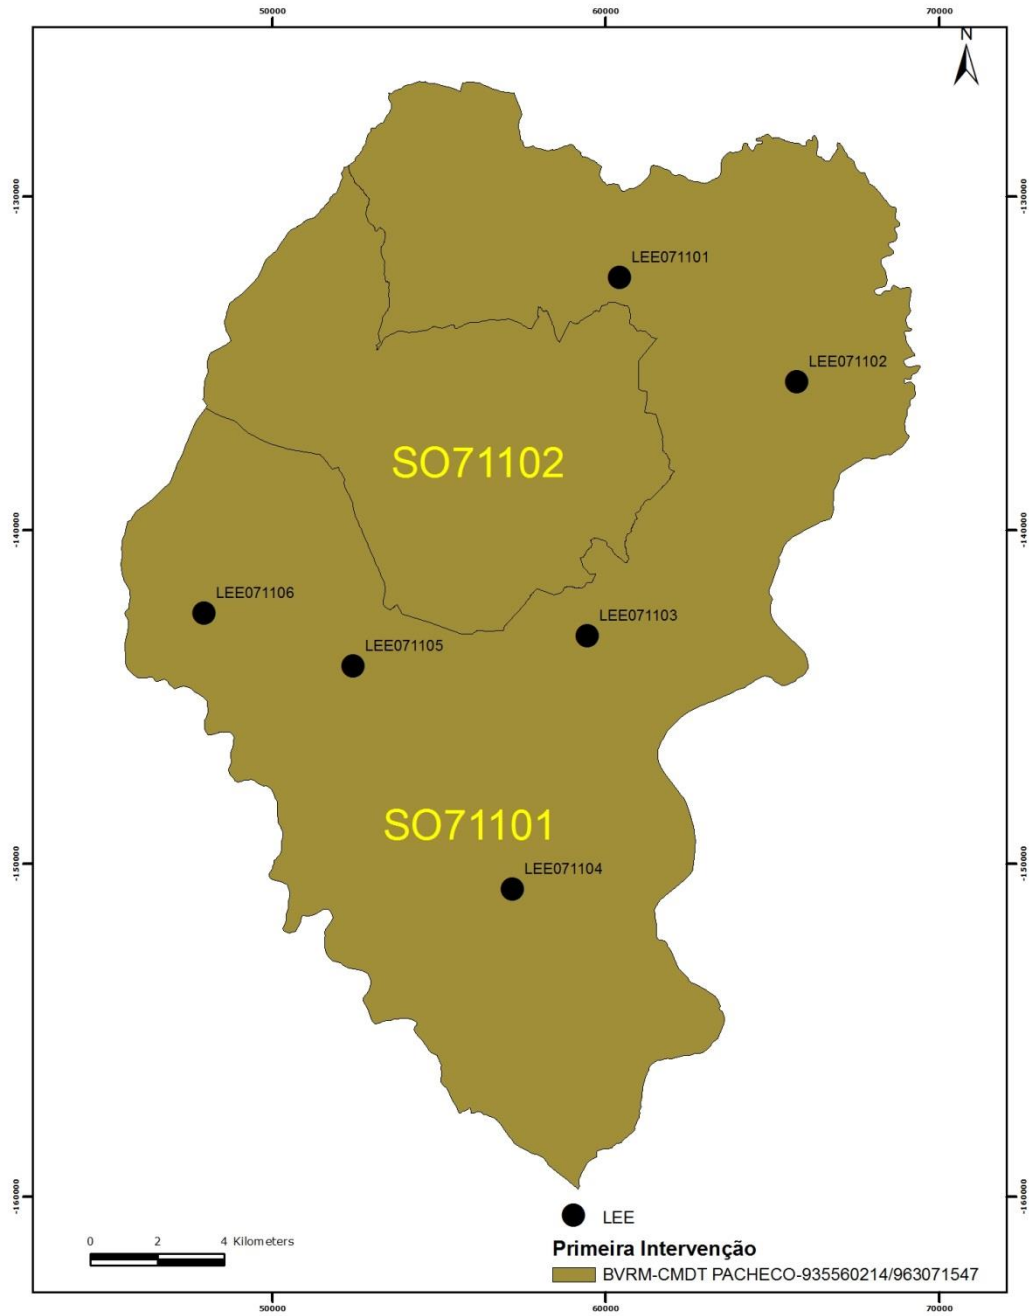 50000 60000 70000
N
-130000 -130000
LEE071101
LEE071102
SO71102
-140000 -140000
LEE071106
LEE071103
LEE071105
SO71101
-150000 -150000
LEE071104
-160000 -160000
LEE
0 2 4 Kilometers
Primeira Intervenção
BVRM-CMDT PACHECO-935560214/963071547
50000 60000 70000